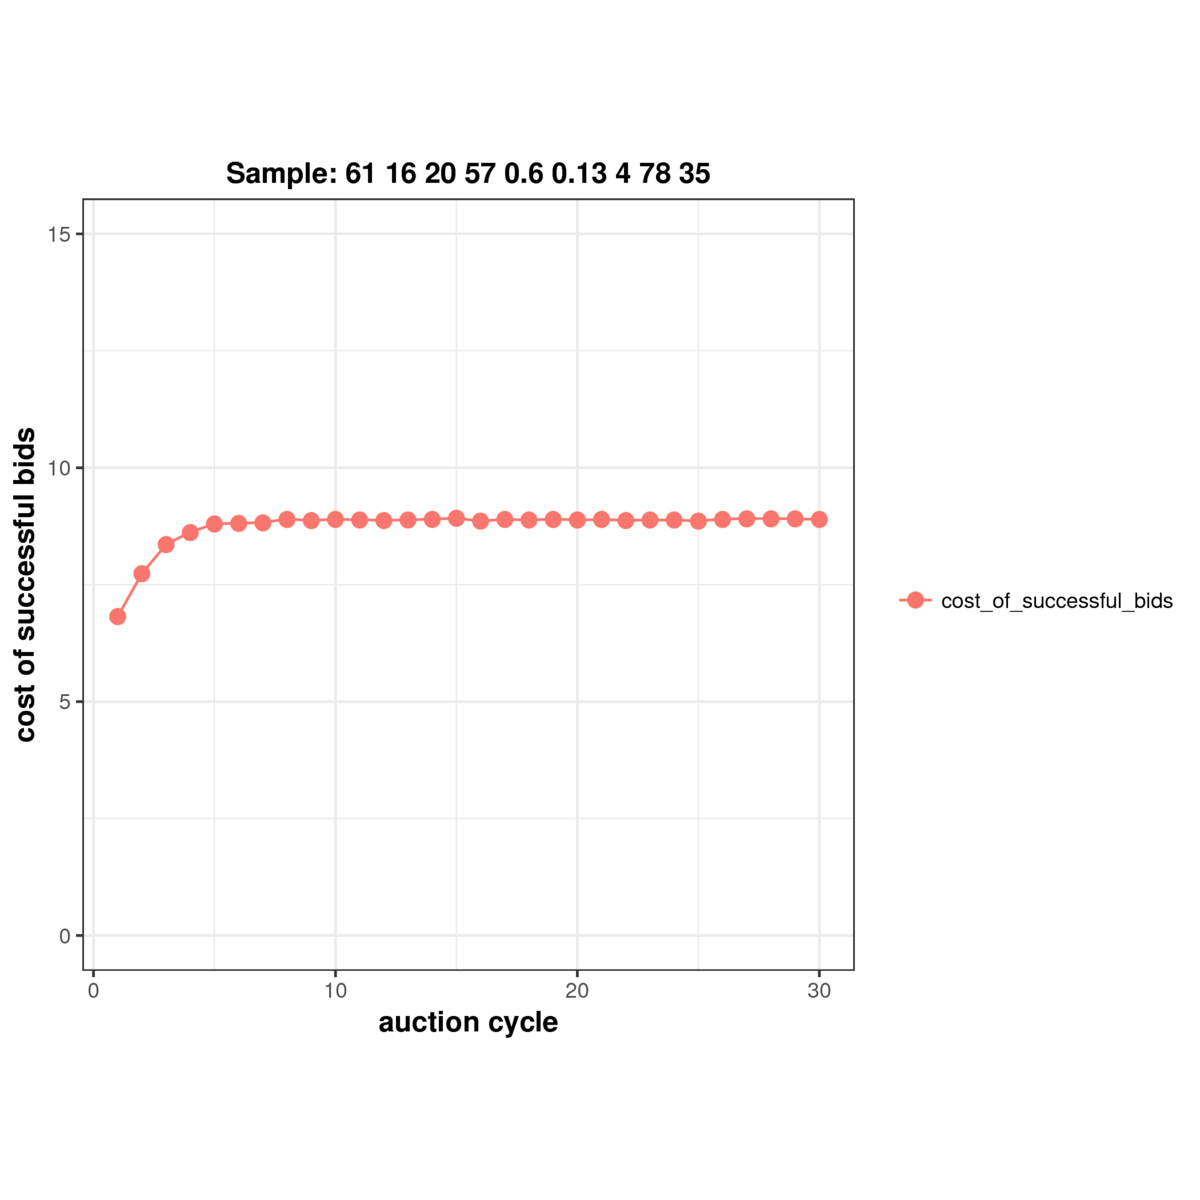 Sample: 61 16 20 57 0.6 0.13 4 78 35
15
10
5
0
cost of successful bids
0 10 20 30
auction cycle
cost_of_successful_bids